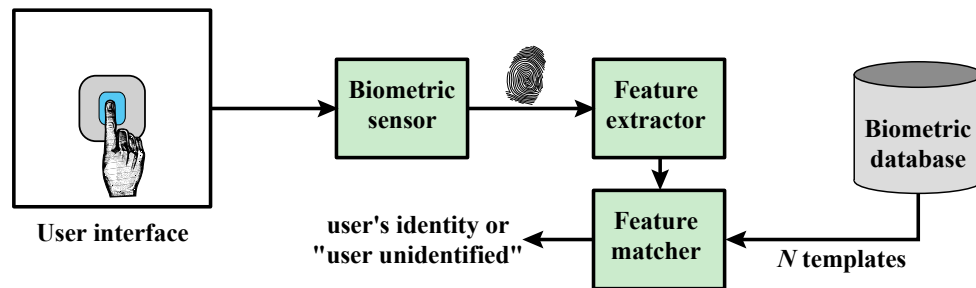 Biometric
sensor
Feature
extractor
Biometric
database
User interface
user's identity or
"user unidentified"
Feature
matcher
N templates